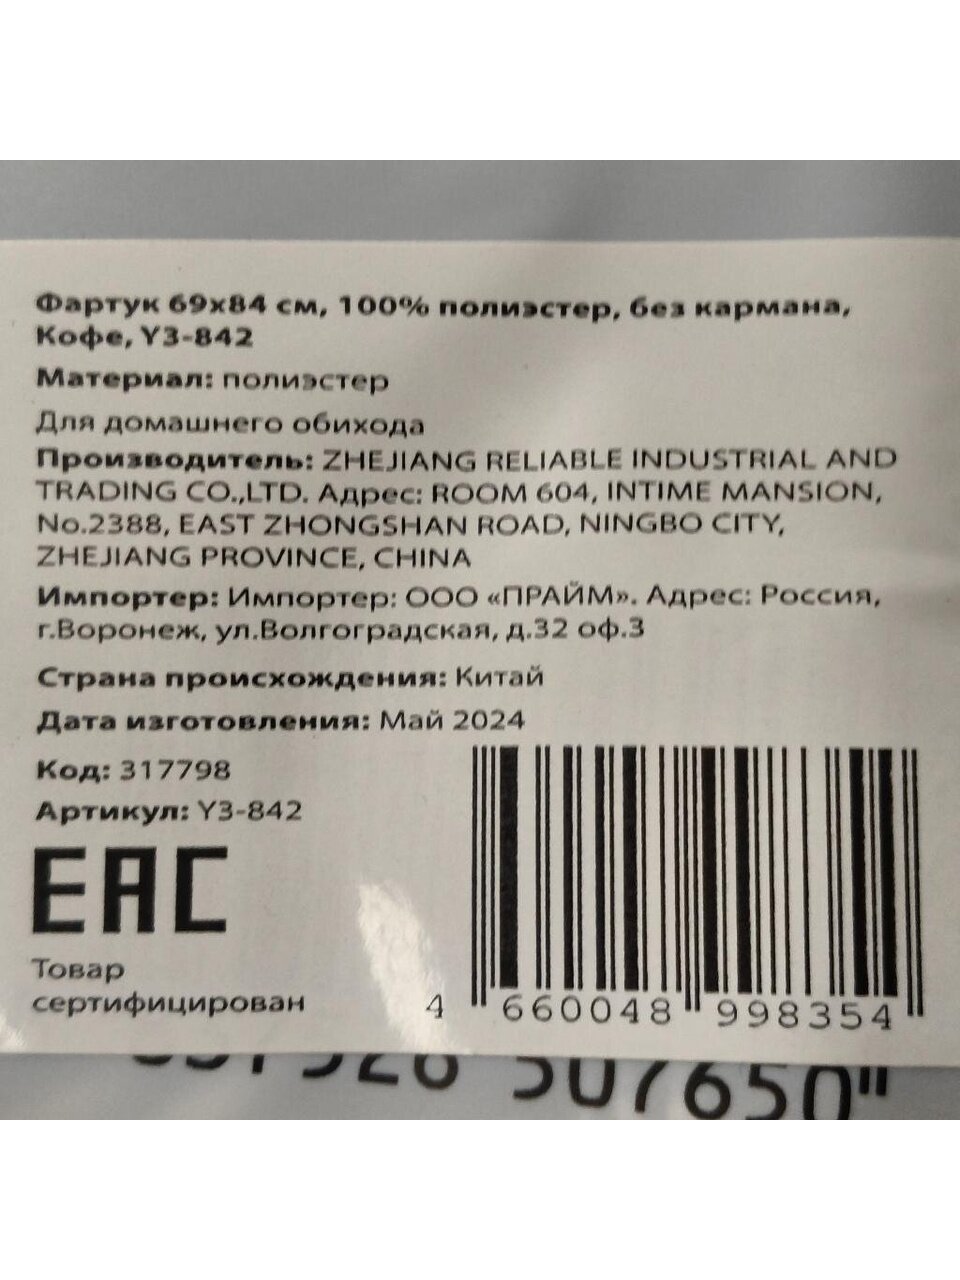 Фартук 69х84 см, 100% полиэстер, без кармана,
Кофе, Y3-842
Материал: полиэстер
Для домашнего обихода
Производитель: ZHEJIANG RELIABLE INDUSTRIAL AND
TRADING CO.,LTD. Адрес: ROOM 604, INTIME MANSION,
No.2388, EAST ZHONGSHAN ROAD, NINGBO CITY,
ZHEJIANG PROVINCE, CHINA
Импортер: Импортер: ООО «ПРАЙМ». Адрес: Россия,
г.Воронеж, ул.Волгоградская, д.32 оф.3
Страна происхождения: Китай
Дата изготовления: Май 2024
Код: 317798
Артикул: Y3-842
EAC
Товар
сертифицирован
4 660048 998354
507650